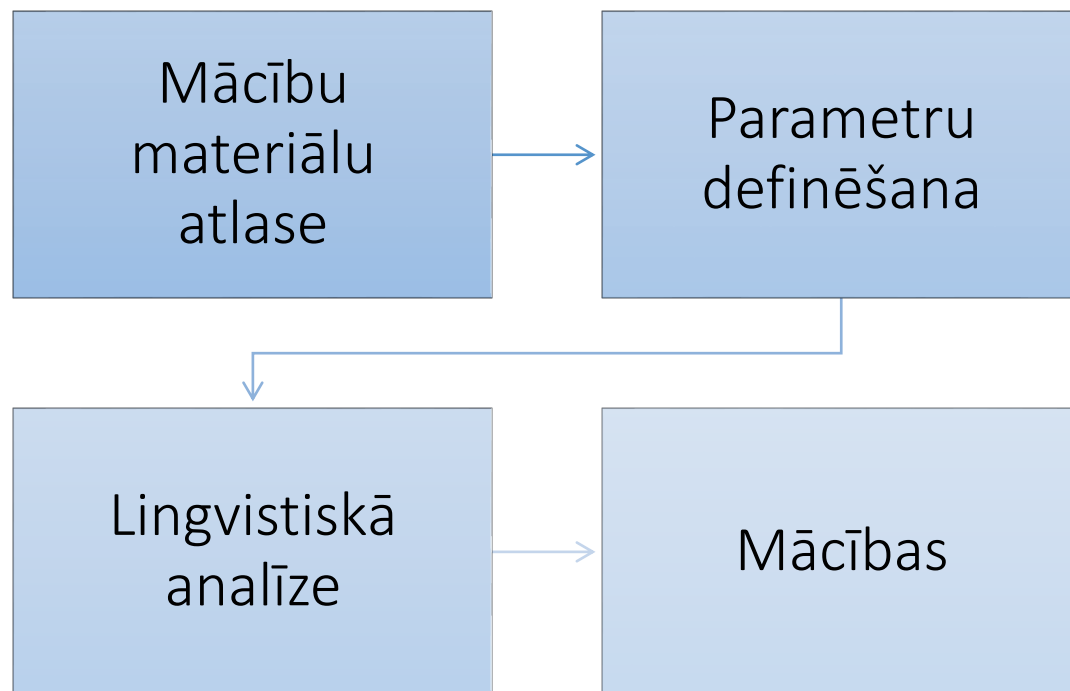 Mācību
materiālu
atlase
Parametru
definēšana
Lingvistiskā
analīze
Mācības